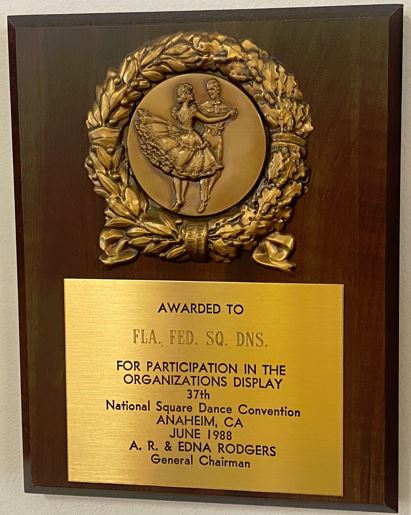 AWARDED TO
FLA. FED. SQ. DNS.
FOR PARTICIPATION IN THE
ORGANIZATIONS DISPLAY
37th
National Square Dance Convention
ANAHEIM, CA
JUNE 1988
A. R. & EDNA RODGERS
General Chairman